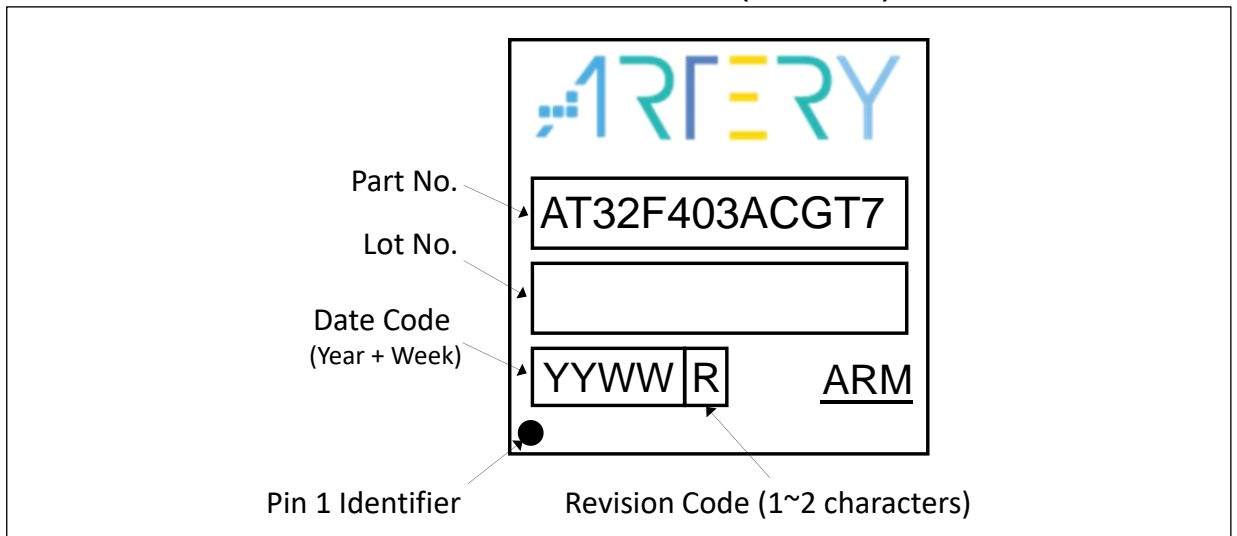 ARTERY
Part No.
AT32F403ACGT7
Lot No.
Date Code
(Year + Week)
YYWW R
ARM
Pin 1 Identifier
Revision Code (1~2 characters)